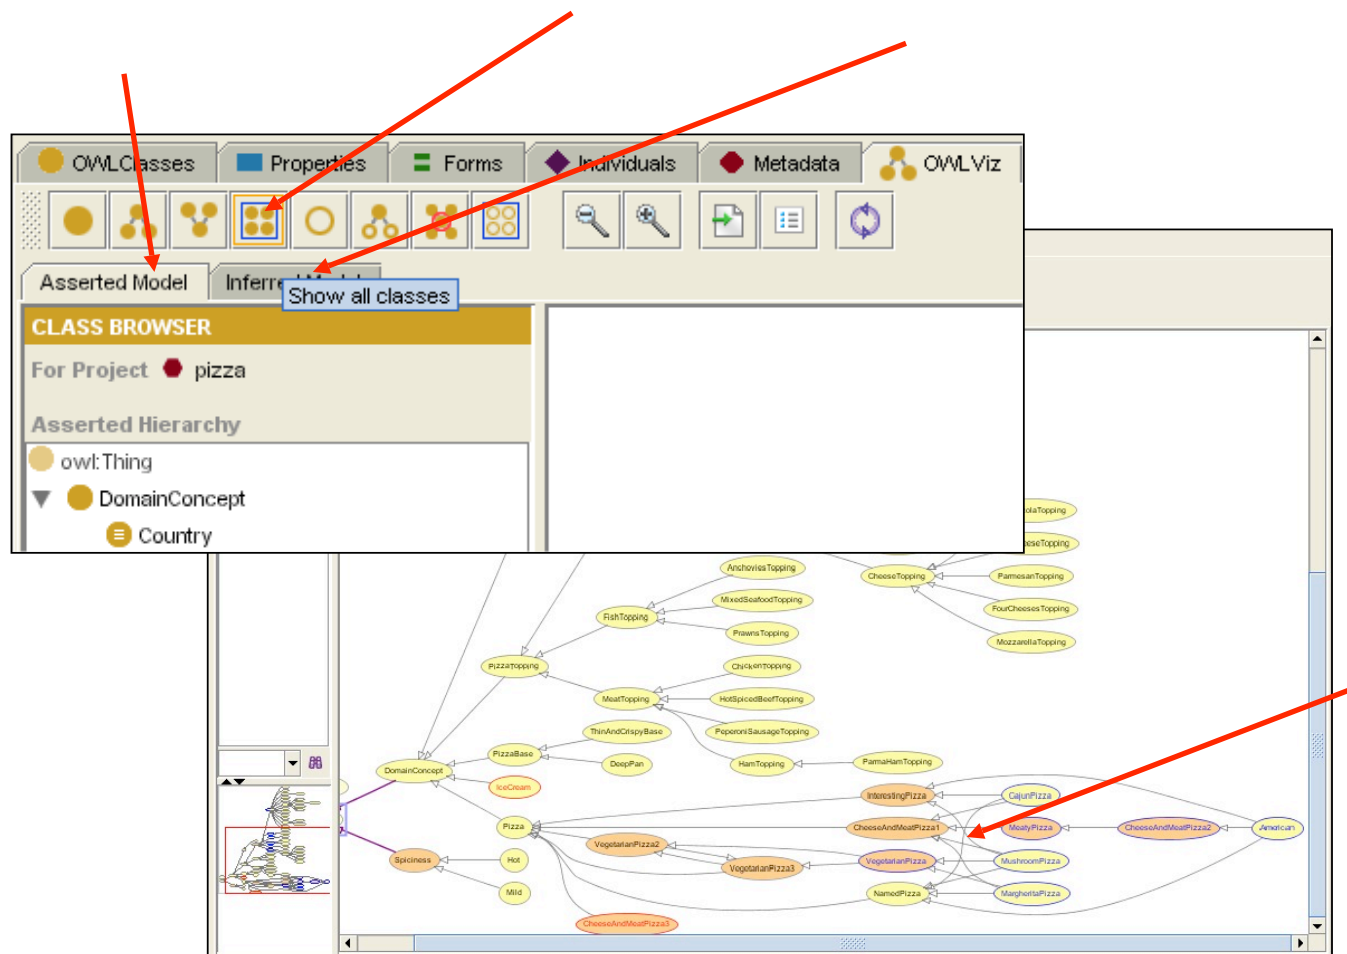 OWLClasses
Properties
Forms
Individuals
Metadata
OWLViz
Asserted Model
Show all classes
CLASS BROWSER
For Project pizza
Asserted Hierarchy
owl:Thing
DomainConcept
Country
AnchoviesTopping
MixedSeafoodTopping
FishTopping
PrawnsTopping
CheeseTopping
ParmesanTopping
FourCheesesTopping
MozzarellaTopping
PizzaTopping
ChickenTopping
MeatTopping
HotSpicedBeefTopping
PeperoniSausageTopping
ThinAndCrispyBase
PizzaBase
DeepPan
HamTopping
ParmaHamTopping
DomainConcept
IceCream
InterestingPizza
CajunPizza
Pizza
CheeseAndMeatPizza1
MeatyPizza
CheeseAndMeatPizza2
American
VegetarianPizza2
Spiciness
Hot
VegetarianPizza3
VegetarianPizza
MushroomPizza
Mild
NamedPizza
MargheritaPizza
CheeseAndMeatPizza3